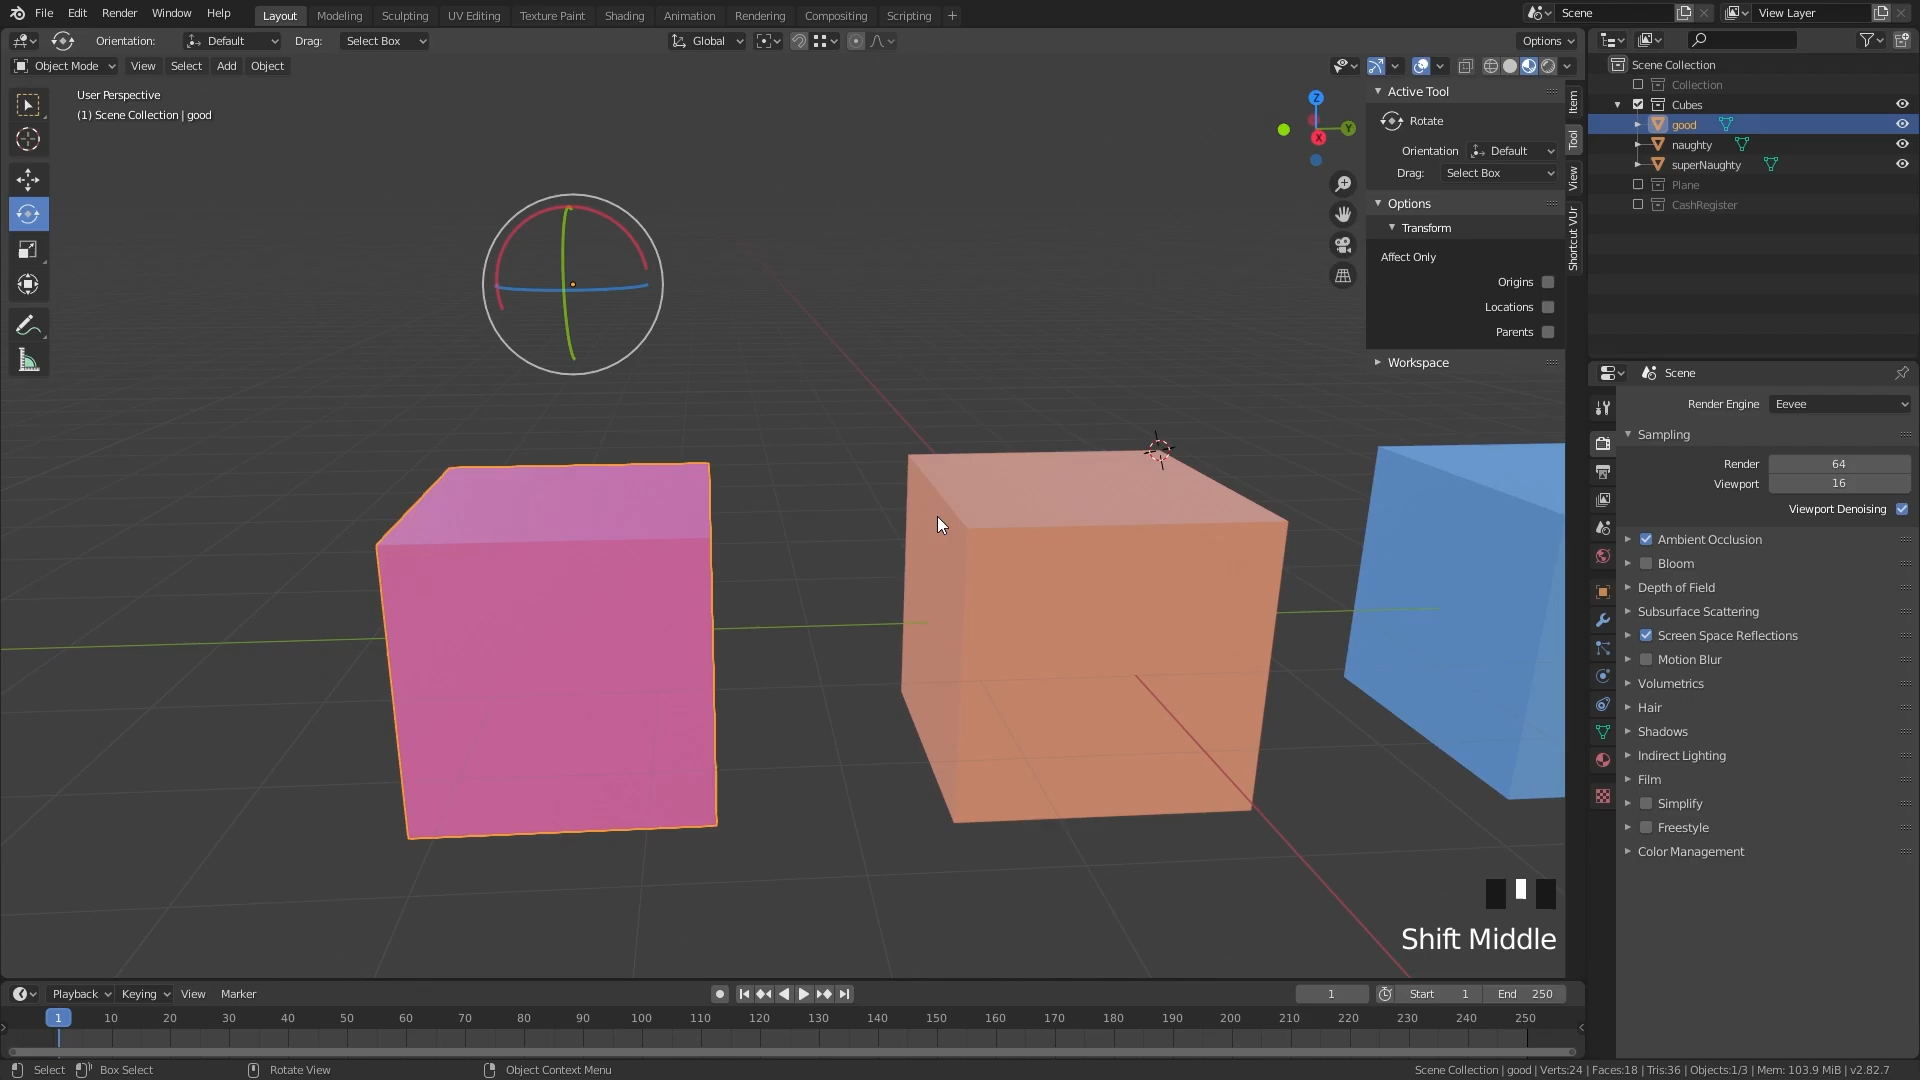 File Edit Render Window Help Layout Modeling Sculpting UV Editing Texture Paint Shading Animation Rendering Compositing Scripting + Scene View Layer
Orientation: Default Drag: Select Box Global Options
Object Mode View Select Add Object
User Perspective
(1) Scene Collection | good
Z
Y
X
Active Tool
Rotate
Orientation Default
Drag: Select Box
Options
Transform
Affect Only
Origins
Locations
Parents
Workspace
Item
Tool
View
Shortcut VUr
Scene Collection
Collection
Cubes
good
naughty
superNaughty
Plane
CashRegister
Scene
Render Engine Eevee
Sampling
Render 64
Viewport 16
Viewport Denoising
Ambient Occlusion
Bloom
Depth of Field
Subsurface Scattering
Screen Space Reflections
Motion Blur
Volumetrics
Hair
Shadows
Indirect Lighting
Film
Simplify
Freestyle
Color Management
Shift Middle
Playback Keying View Marker 1 Start 1 End 250
1 10 20 30 40 50 60 70 80 90 100 110 120 130 140 150 160 170 180 190 200 210 220 230 240 250
Select Box Select Rotate View Object Context Menu Scene Collection | good | Verts:24 | Faces:18 | Tris:36 | Objects:1/3 | Mem: 103.9 MiB | v2.82.7